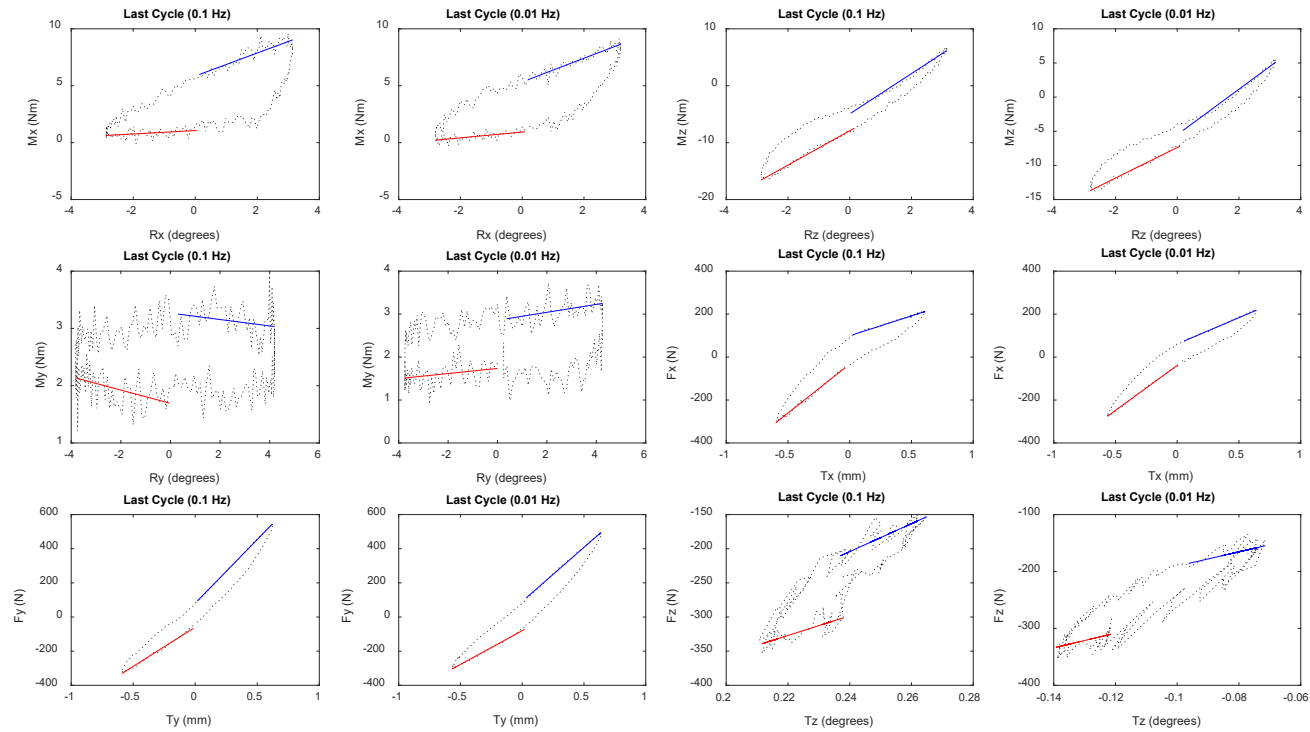 Last Cycle (0.1 Hz)
10
5
0
-5
Mx (Nm)
-4 -2 0 2 4
Rx (degrees)
Last Cycle (0.01 Hz)
10
5
0
-5
Mx (Nm)
-4 -2 0 2 4
Rx (degrees)
Last Cycle (0.1 Hz)
10
0
-10
-20
Mz (Nm)
-4 -2 0 2 4
Rz (degrees)
Last Cycle (0.01 Hz)
10
5
0
-5
-10
-15
Mz (Nm)
-4 -2 0 2 4
Rz (degrees)
Last Cycle (0.1 Hz)
4
3
2
1
My (Nm)
-4 -2 0 2 4 6
Ry (degrees)
Last Cycle (0.01 Hz)
4
3
2
1
0
My (Nm)
-4 -2 0 2 4 6
Ry (degrees)
Last Cycle (0.1 Hz)
400
200
0
-200
-400
Fx (N)
-1 -0.5 0 0.5 1
Tx (mm)
Last Cycle (0.01 Hz)
400
200
0
-200
-400
Fx (N)
-1 -0.5 0 0.5 1
Tx (mm)
Last Cycle (0.1 Hz)
600
400
200
0
-200
-400
Fy (N)
-1 -0.5 0 0.5 1
Ty (mm)
Last Cycle (0.01 Hz)
600
400
200
0
-200
-400
Fy (N)
-1 -0.5 0 0.5 1
Ty (mm)
Last Cycle (0.1 Hz)
-150
-200
-250
-300
-350
-400
Fz (N)
0.2 0.22 0.24 0.26 0.28
Tz (degrees)
Last Cycle (0.01 Hz)
-100
-200
-300
-400
Fz (N)
-0.14 -0.12 -0.1 -0.08 -0.06
Tz (degrees)